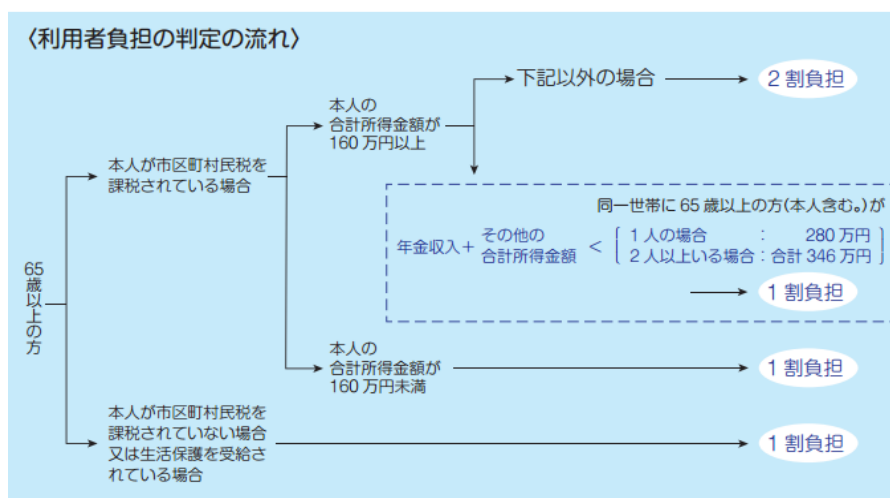 〈利用者負担の判定の流れ〉
下記以外の場合
2割負担
本人の
合計所得金額が
160万円以上
本人が市区町村民税を
課税されている場合
同一世帯に65歳以上の方(本人含む。)が
年金収入+
その他の
合計所得金額
<
1人の場合 : 280万円
2人以上いる場合:合計346万円
1割負担
65歳以上の方
本人の
合計所得金額が
160万円未満
1割負担
本人が市区町村民税を
課税されていない場合
又は生活保護を受給さ
れている場合
1割負担